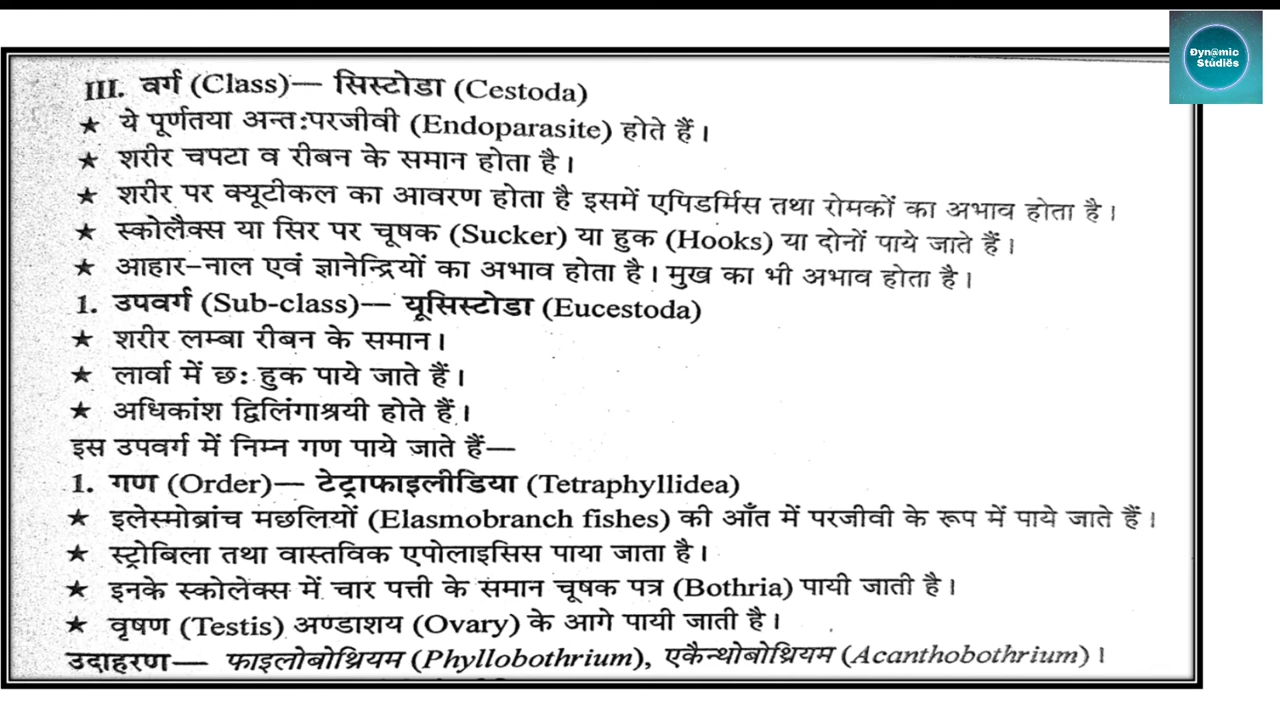 Đyn@mic
Stüdiës
III. वर्ग (Class)— सिस्टोडा (Cestoda)
★ ये पूर्णतया अन्तःपरजीवी (Endoparasite) होते हैं।
★ शरीर चपटा व रीबन के समान होता है।
★ शरीर पर क्यूटीकल का आवरण होता है इसमें एपिडर्मिस तथा रोमकों का अभाव होता है।
★ स्कोलैक्स या सिर पर चूषक (Sucker) या हुक (Hooks) या दोनों पाये जाते हैं।
★ आहार-नाल एवं ज्ञानेन्द्रियों का अभाव होता है। मुख का भी अभाव होता है।
1. उपवर्ग (Sub-class)— यूसिस्टोडा (Eucestoda)
★ शरीर लम्बा रीबन के समान।
★ लार्वा में छः हुक पाये जाते हैं।
★ अधिकांश द्विलिंगाश्रयी होते हैं।
इस उपवर्ग में निम्न गण पाये जाते हैं—
1. गण (Order)— टेट्राफाइलीडिया (Tetraphyllidea)
★ इलेस्मोब्रांच मछलियों (Elasmobranch fishes) की आँत में परजीवी के रूप में पाये जाते हैं।
★ स्ट्रोबिला तथा वास्तविक एपोलाइसिस पाया जाता है।
★ इनके स्कोलेक्स में चार पत्ती के समान चूषक पत्र (Bothria) पायी जाती है।
★ वृषण (Testis) अण्डाशय (Ovary) के आगे पायी जाती है।
उदाहरण— फाइलोबोथ्रियम (Phyllobothrium), एकैन्थोबोथ्रियम (Acanthobothrium)।